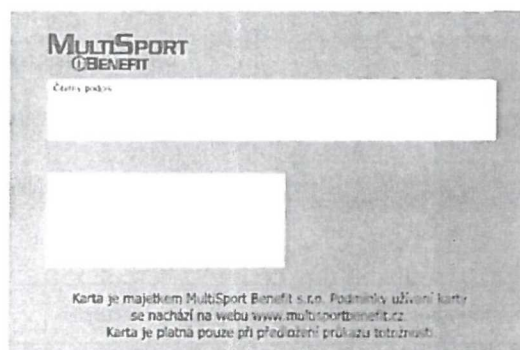 MULTISPORT
BENEFIT
Čitelný podpis
Karta je majetkem MultiSport Benefit s.r.o. Podmínky užívání karty
se nachází na webu www.multisportbenefit.cz
Karta je platná pouze při předložení průkazu totožnosti.